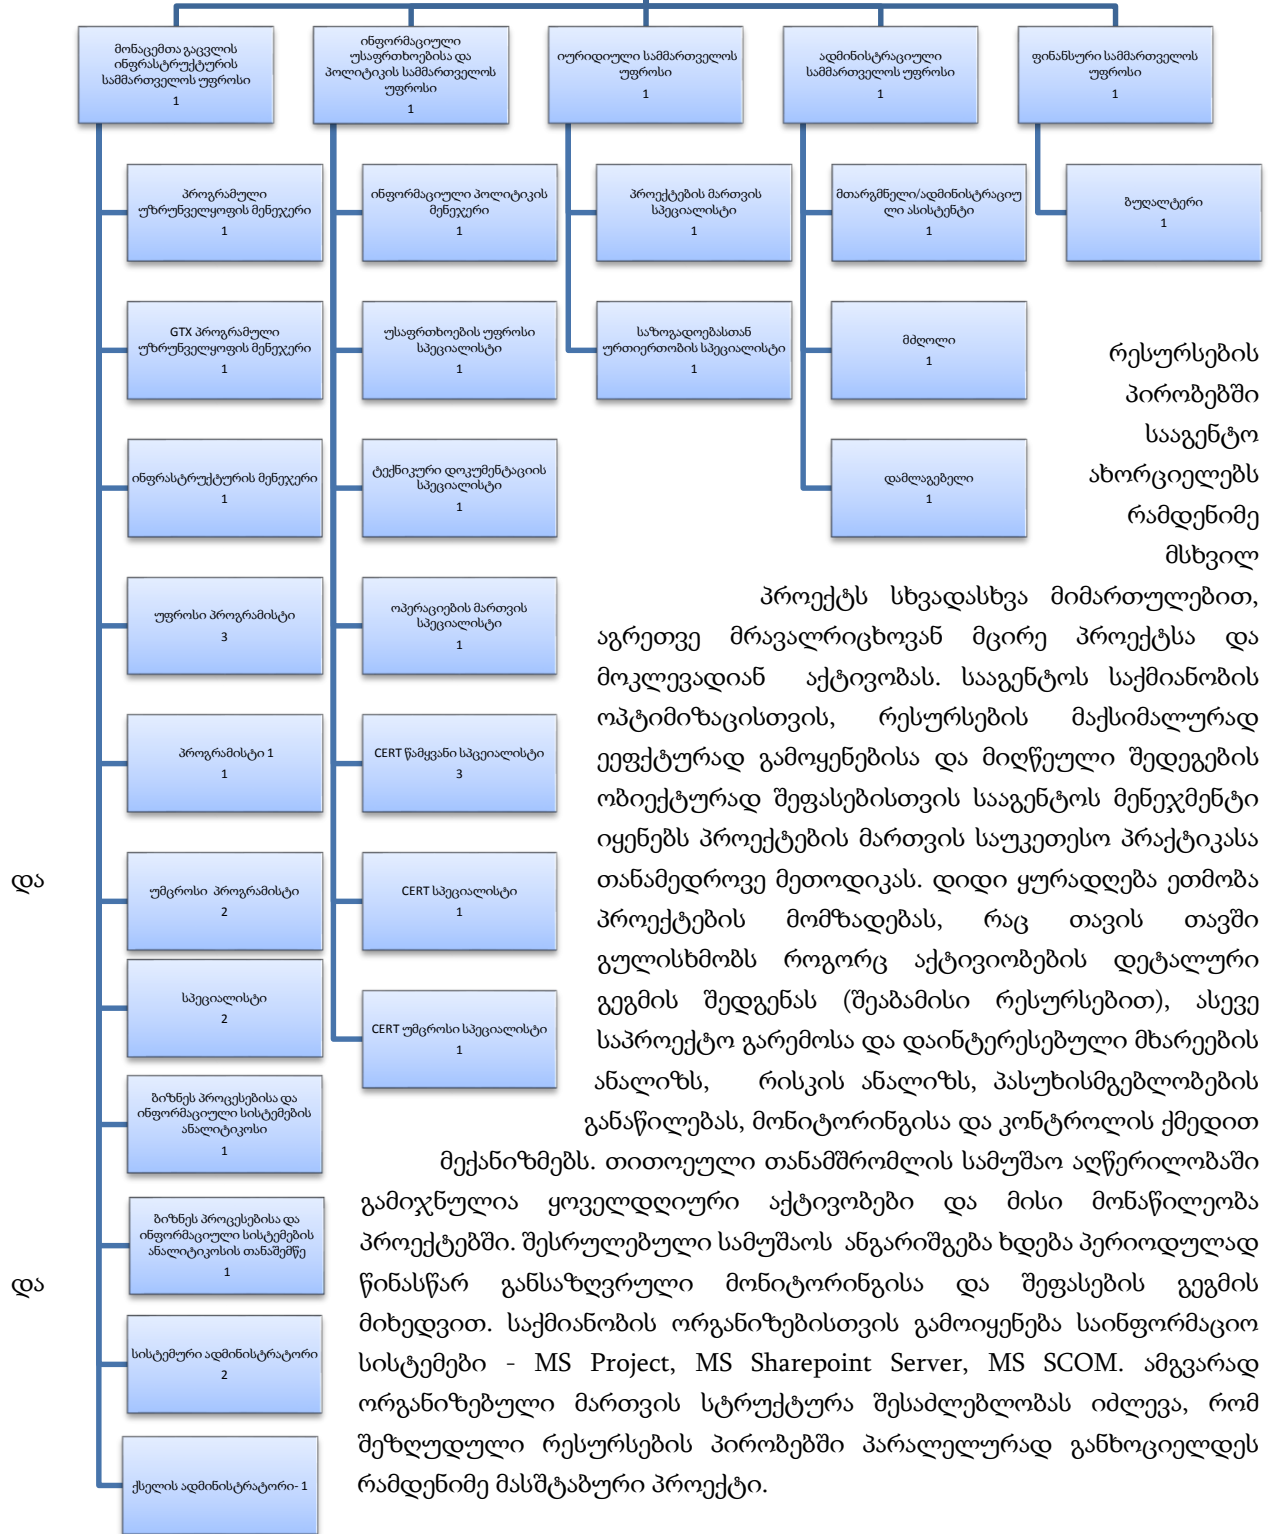 მონაცემთა გაცვლის
ინფრასტრუქტურის
სამმართველოს უფროსი
1
ინფორმაციული
უსაფრთხოებისა და
პოლიტიკის სამმართველოს
უფროსი
1
იურიდიული სამმართველოს
უფროსი
1
ადმინისტრაციული
სამმართველოს უფროსი
1
ფინანსური სამმართველოს
უფროსი
1
პროგრამული
უზრუნველყოფის მენეჯერი
1
GTX პროგრამული
უზრუნველყოფის მენეჯერი
1
ინფრასტრუქტურის მენეჯერი
1
უფროსი პროგრამისტი
3
პროგრამისტი 1
1
უმცროსი პროგრამისტი
2
სპეციალისტი
2
ბიზნეს პროცესებისა და
ინფორმაციული სისტემების
ანალიტიკოსი
1
ბიზნეს პროცესებისა და
ინფორმაციული სისტემების
ანალიტიკოსის თანაშემწე
1
სისტემური ადმინისტრატორი
2
ქსელის ადმინისტრატორი- 1
ინფორმაციული პოლიტიკის
მენეჯერი
1
უსაფრთხოების უფროსი
სპეციალისტი
1
ტექნიკური დოკუმენტაციის
სპეციალისტი
1
ოპერაციების მართვის
სპეციალისტი
1
CERT წამყვანი სპცეიალისტი
3
CERT სპეციალისტი
1
CERT უმცროსი სპეციალისტი
1
პროექტების მართვის
სპეციალისტი
1
საზოგადოებასთან
ურთიერთობის სპეციალისტი
1
მთარგმნელი/ადმინისტრაციუ
ლი ასისტენტი
1
მძღოლი
1
დამლაგებელი
1
ბუღალტერი
1
რესურსების
პირობებში
სააგენტო
ახორციელებს
რამდენიმე
მსხვილ
პროექტს სხვადასხვა მიმართულებით,
აგრეთვე მრავალრიცხოვან მცირე პროექტსა და
მოკლევადიან აქტივობას. სააგენტოს საქმიანობის
ოპტიმიზაცისთვის, რესურსების მაქსიმალურად
ეეფქტურად გამოყენებისა და მიღწეული შედეგების
ობიექტურად შეფასებისთვის სააგენტოს მენეჯმენტი
იყენებს პროექტების მართვის საუკეთესო პრაქტიკასა
და თანამედროვე მეთოდიკას. დიდი ყურადღება ეთმობა
პროექტების მომზადებას, რაც თავის თავში
გულისხმობს როგორც აქტივიობების დეტალური
გეგმის შედგენას (შეაბამისი რესურსებით), ასევე
საპროექტო გარემოსა და დაინტერესებული მხარეების
ანალიზს, რისკის ანალიზს, პასუხისმგებლობების
განაწილებას, მონიტორინგისა და კონტროლის ქმედით
მექანიზმებს. თითოეული თანამშრომლის სამუშაო აღწერილობაში
გამიჯნულია ყოველდღიური აქტივობები და მისი მონაწილეობა
პროექტებში. შესრულებული სამუშაოს ანგარიშგება ხდება პერიოდულად
და წინასწარ განსაზღვრული მონიტორინგისა და შეფასების გეგმის
მიხედვით. საქმიანობის ორგანიზებისთვის გამოიყენება საინფორმაციო
სისტემები - MS Project, MS Sharepoint Server, MS SCOM. ამგვარად
ორგანიზებული მართვის სტრუქტურა შესაძლებლობას იძლევა, რომ
შეზღუდული რესურსების პირობებში პარალელურად განხოციელდეს
რამდენიმე მასშტაბური პროექტი.